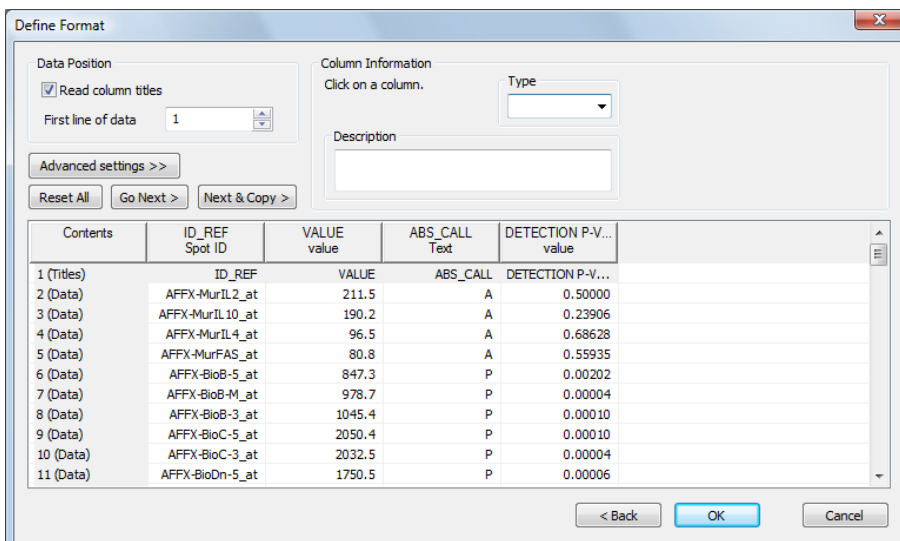 Define Format
Data Position
Read column titles
First line of data 1
Column Information
Click on a column.
Type
Description
Advanced settings >>
Reset All Go Next > Next & Copy >
Contents ID_REF VALUE ABS_CALL DETECTION P-V...
Spot ID value Text value
1 (Titles) ID_REF VALUE ABS_CALL DETECTION P-V...
2 (Data) AFFX-MurIL2_at 211.5 A 0.50000
3 (Data) AFFX-MurIL10_at 190.2 A 0.23906
4 (Data) AFFX-MurIL4_at 96.5 A 0.68628
5 (Data) AFFX-MurFAS_at 80.8 A 0.55935
6 (Data) AFFX-BioB-5_at 847.3 P 0.00202
7 (Data) AFFX-BioB-M_at 978.7 P 0.00004
8 (Data) AFFX-BioB-3_at 1045.4 P 0.00010
9 (Data) AFFX-BioC-5_at 2050.4 P 0.00010
10 (Data) AFFX-BioC-3_at 2032.5 P 0.00004
11 (Data) AFFX-BioDn-5_at 1750.5 P 0.00006
< Back OK Cancel